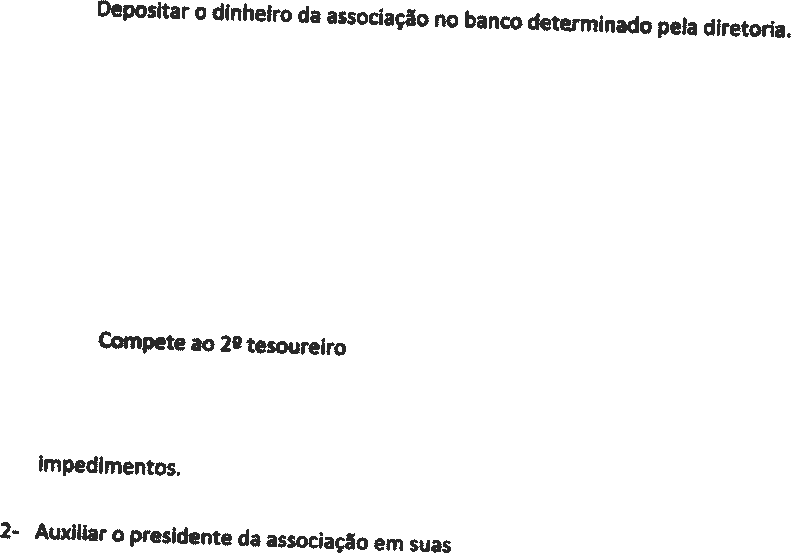 Depositar o dinheiro da associação no banco determinado pela diretoria.
Compete ao 2º tesoureiro
impedimentos.
2- Auxiliar o presidente da associação em suas